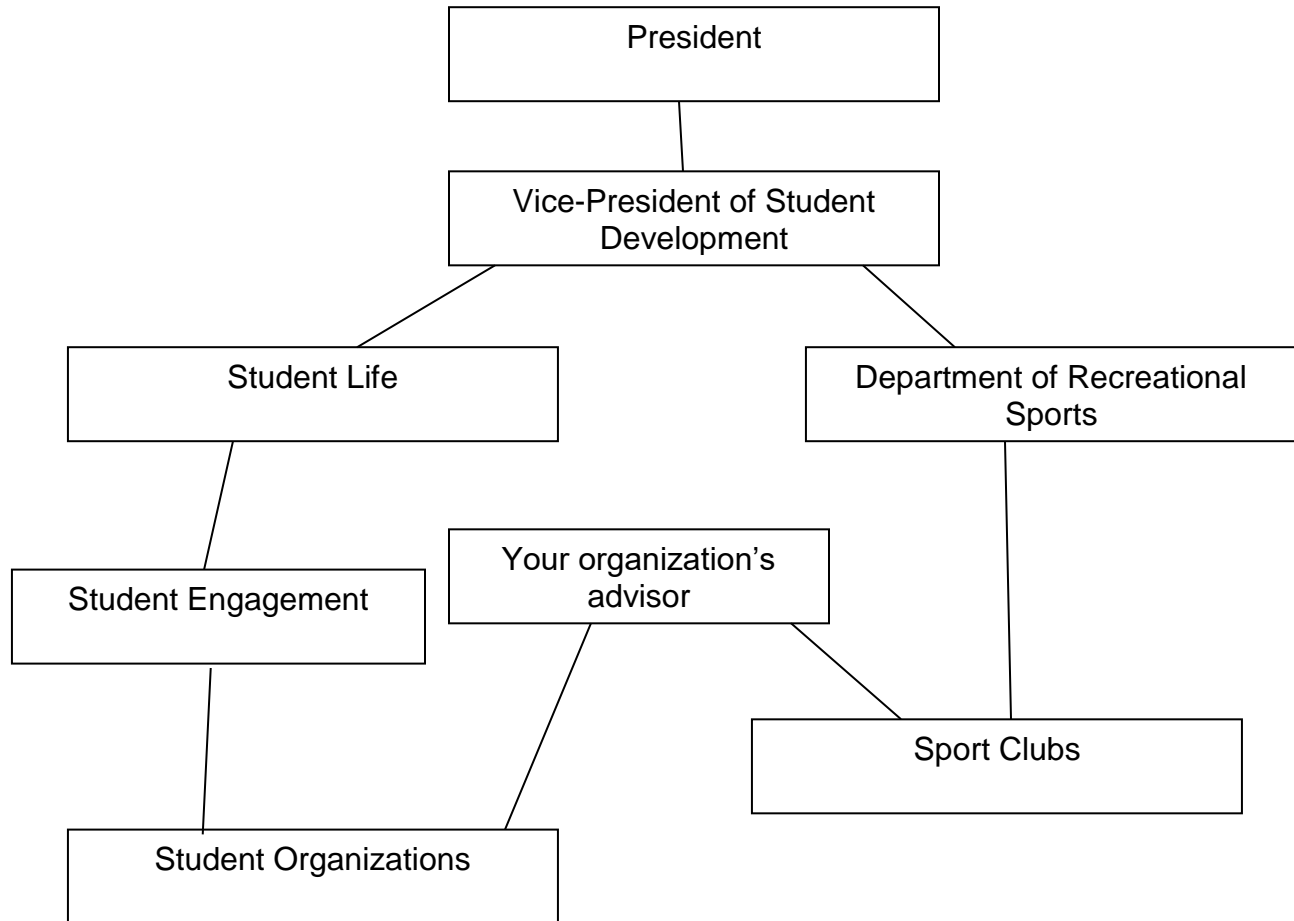 President
Vice-President of Student
Development
Student Life
Department of Recreational
Sports
Your organization’s
advisor
Student Engagement
Sport Clubs
Student Organizations